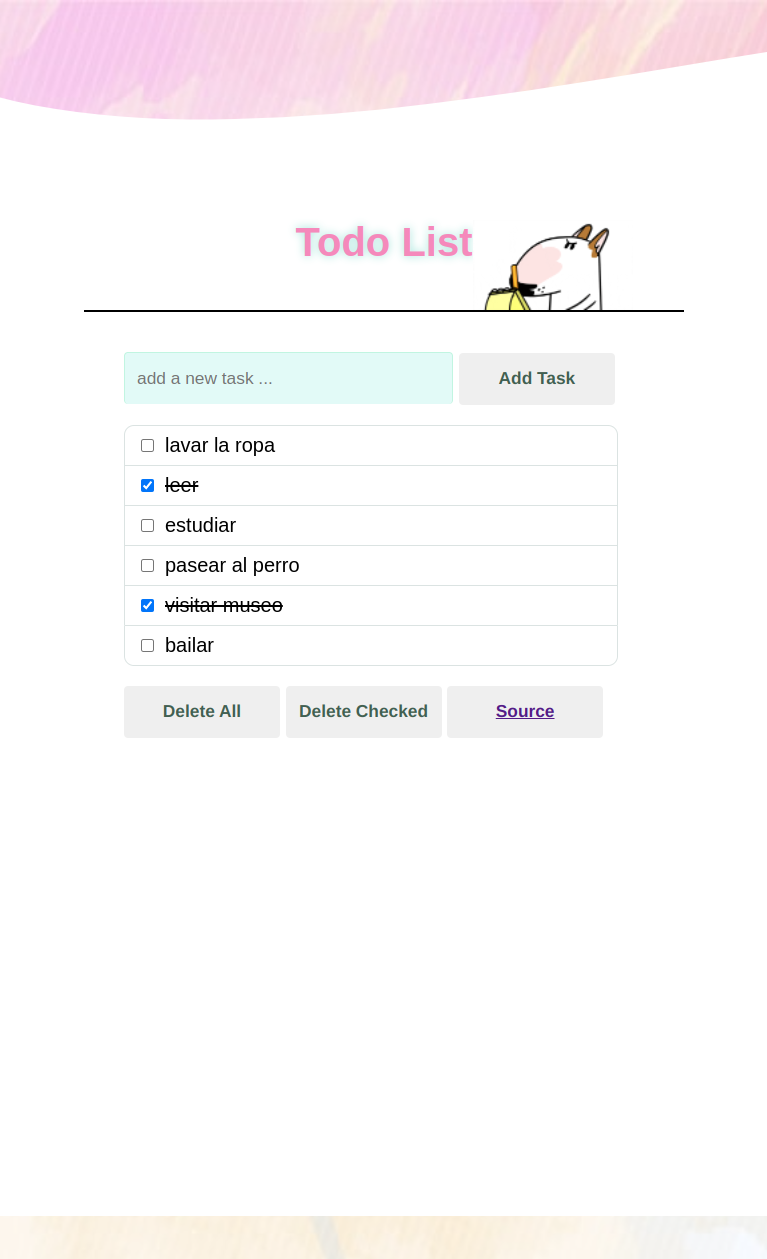 Todo List
add a new task ...
Add Task
lavar la ropa
leer
estudiar
pasear al perro
visitar museo
bailar
Delete All
Delete Checked
Source